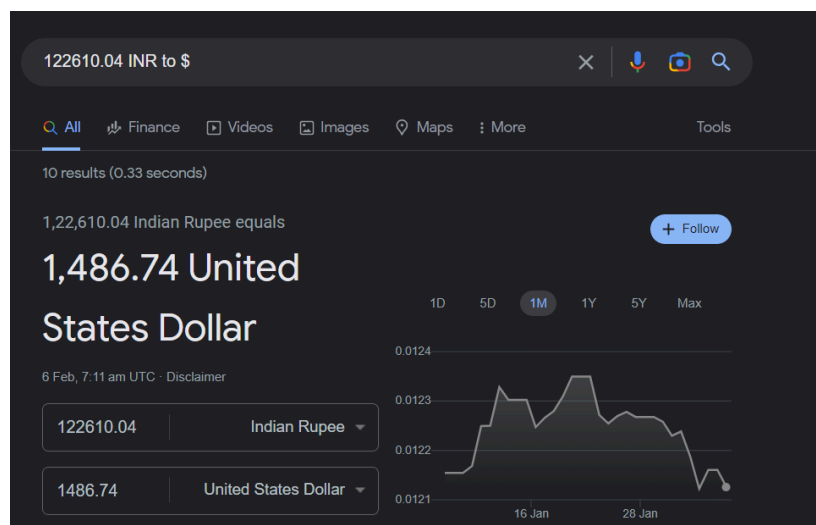 122610.04 INR to $
All Finance Videos Images Maps More Tools
10 results (0.33 seconds)
1,22,610.04 Indian Rupee equals
+ Follow
1,486.74 United
States Dollar
6 Feb, 7:11 am UTC · Disclaimer
122610.04 Indian Rupee
1486.74 United States Dollar
1D 5D 1M 1Y 5Y Max
0.0124
0.0123
0.0122
0.0121
16 Jan 28 Jan